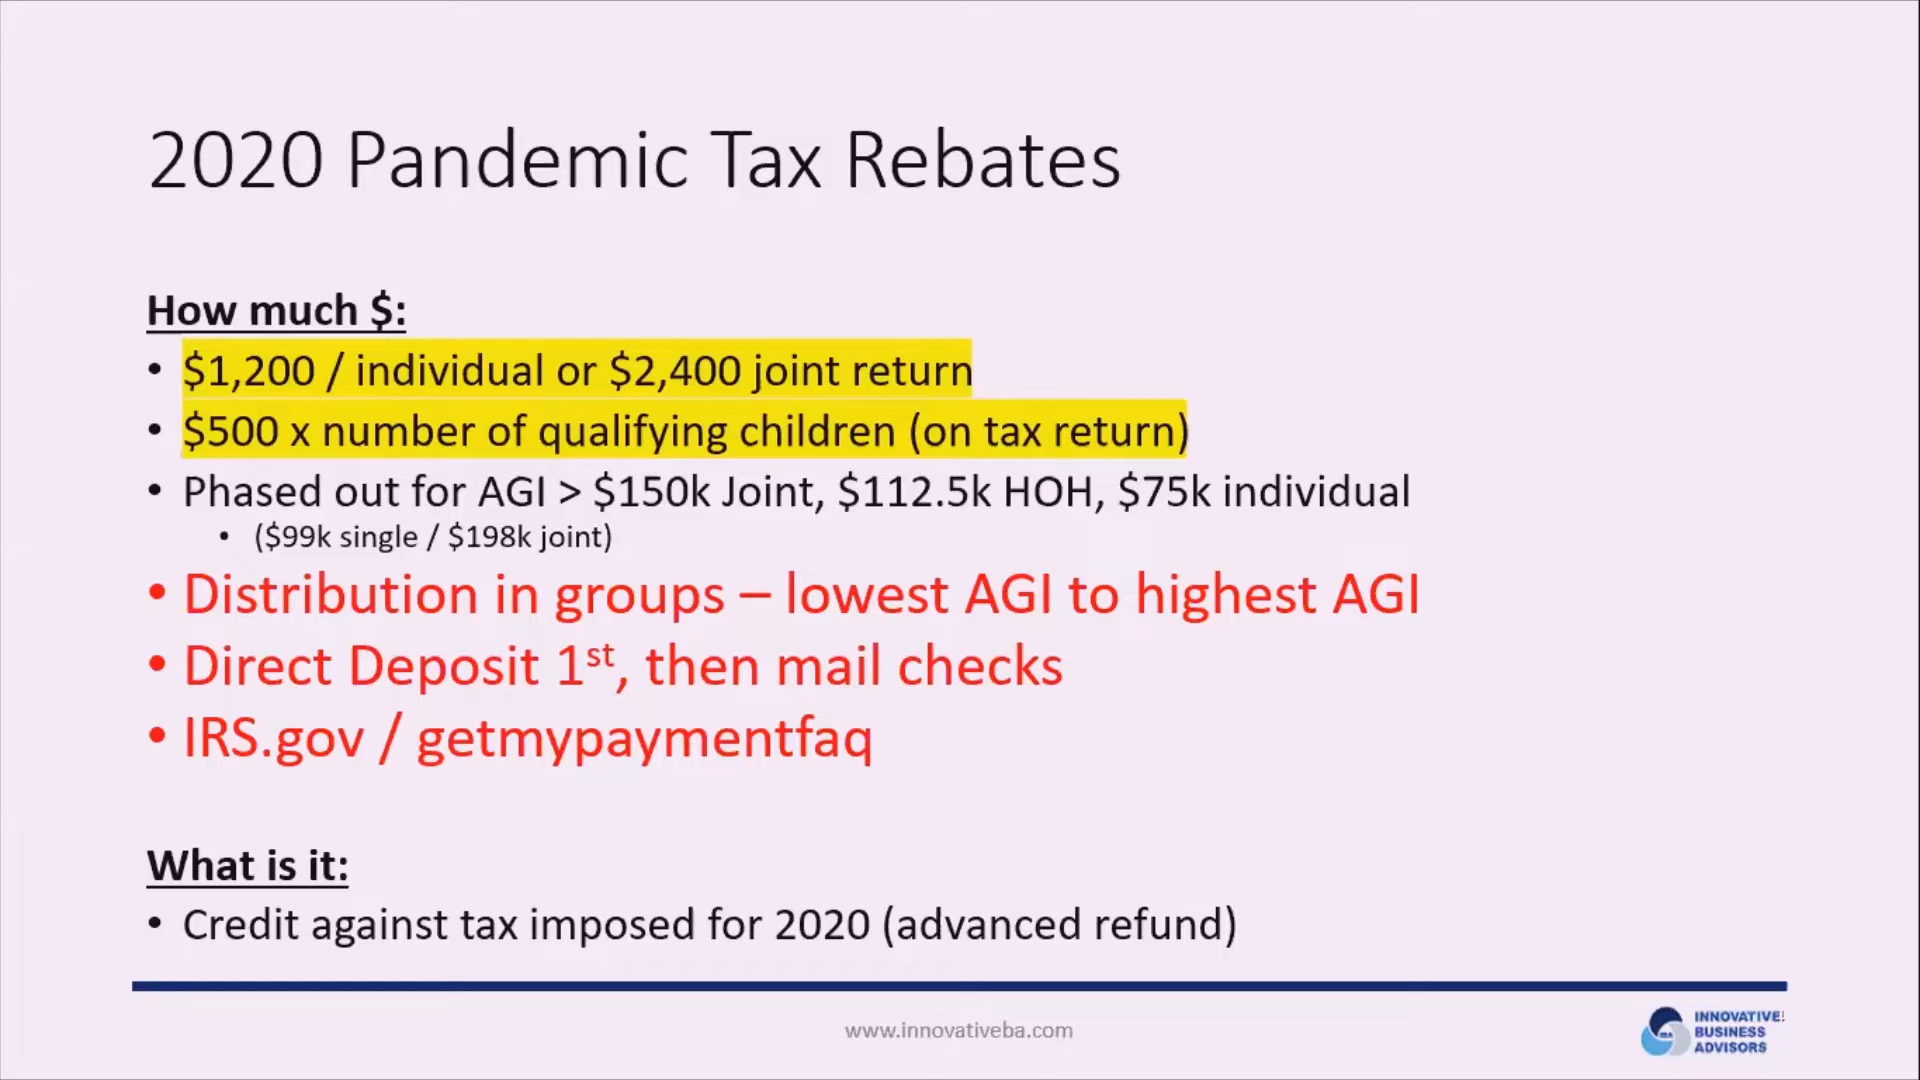 2020 Pandemic Tax Rebates
How much $:
• $1,200 / individual or $2,400 joint return
• $500 x number of qualifying children (on tax return)
• Phased out for AGI > $150k Joint, $112.5k HOH, $75k individual
• ($99k single / $198k joint)
• Distribution in groups – lowest AGI to highest AGI
• Direct Deposit 1st, then mail checks
• IRS.gov / getmypaymentfaq
What is it:
• Credit against tax imposed for 2020 (advanced refund)
www.innovativeba.com
INNOVATIVE!
BUSINESS
ADVISORS